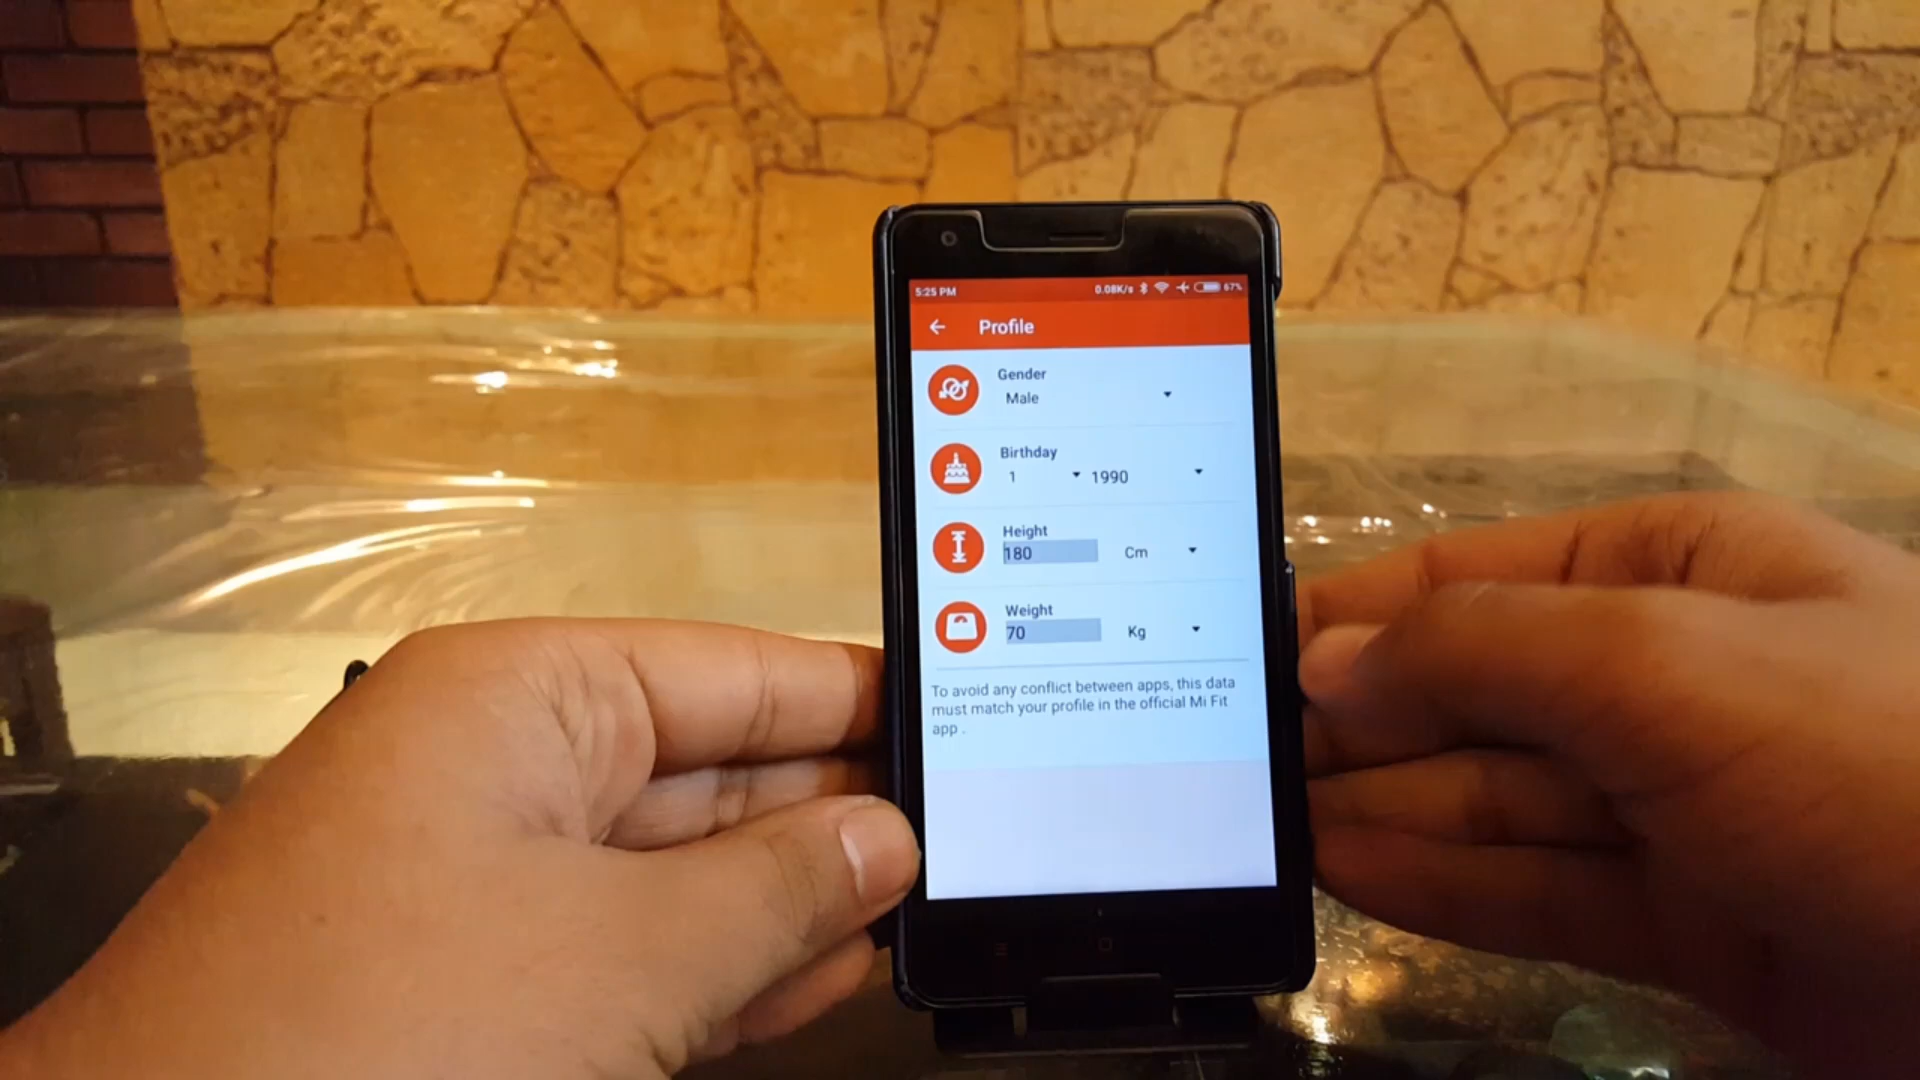 5:25 PM 0.08K/s 67%
Profile
Gender
Male
Birthday
1 1990
Height
180 Cm
Weight
70 Kg
To avoid any conflict between apps, this data
must match your profile in the official Mi Fit
app .